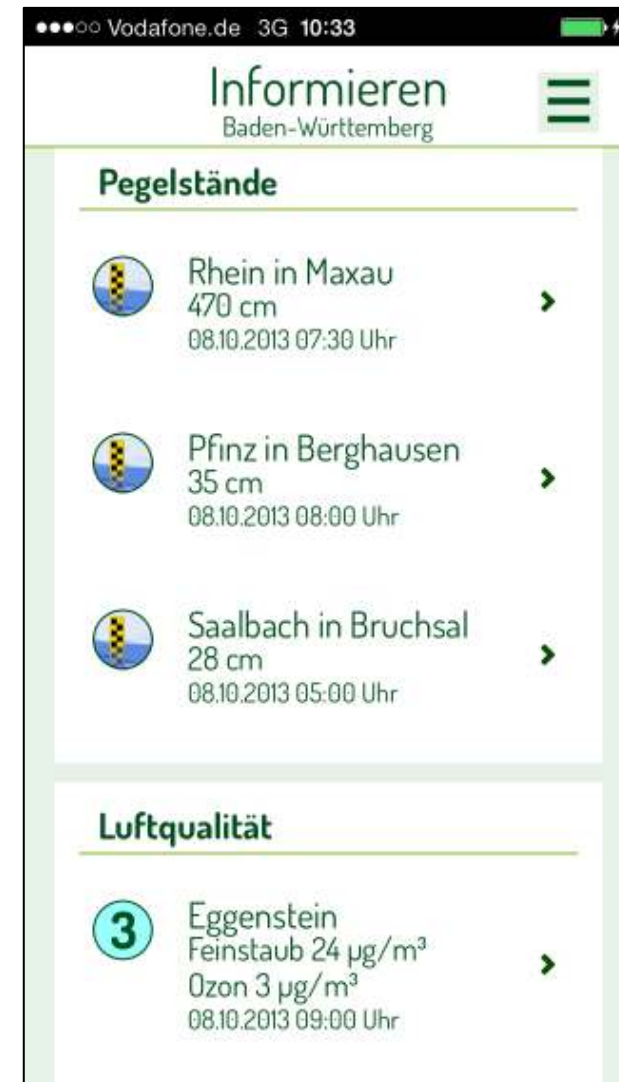 Vodafone.de 3G 10:33
Informieren
Baden-Württemberg
Pegelstände
Rhein in Maxau
470 cm
08.10.2013 07:30 Uhr
Pfinz in Berghausen
35 cm
08.10.2013 08:00 Uhr
Saalbach in Bruchsal
28 cm
08.10.2013 05:00 Uhr
Luftqualität
3
Eggenstein
Feinstaub 24 µg/m³
Ozon 3 µg/m³
08.10.2013 09:00 Uhr